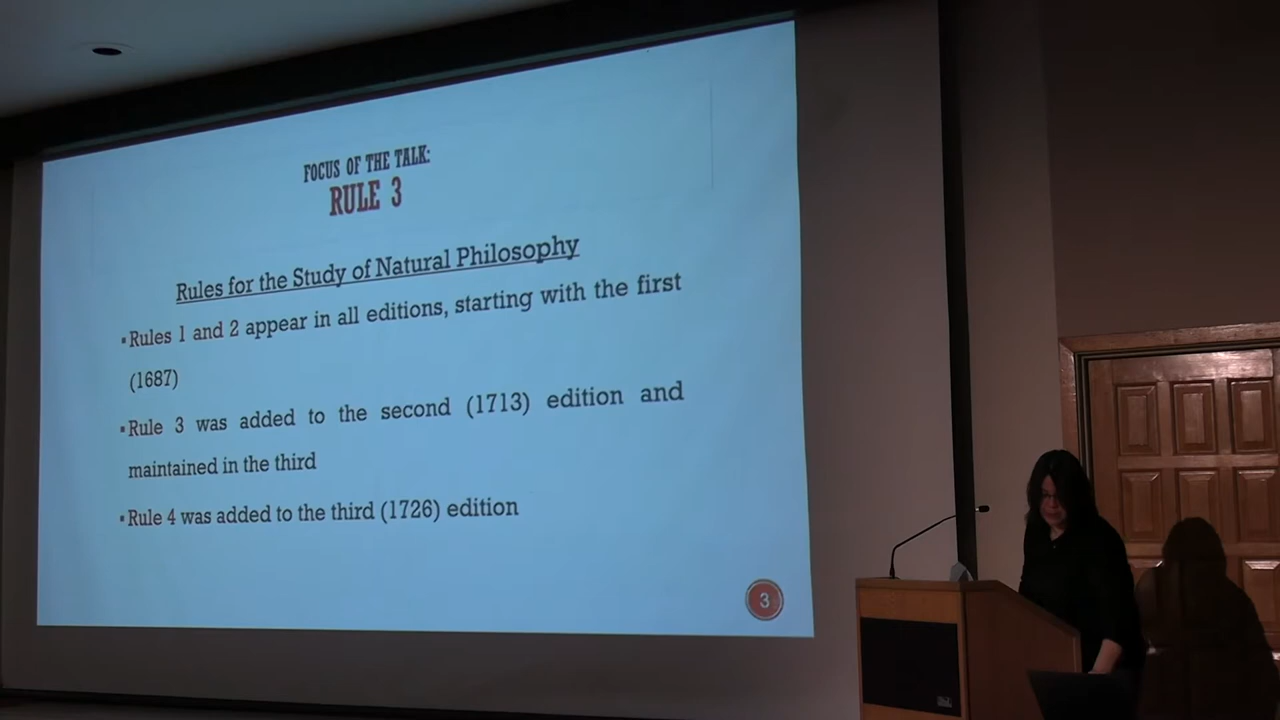 FOCUS OF THE TALK:
RULE 3
Rules for the Study of Natural Philosophy
▪Rules 1 and 2 appear in all editions, starting with the first
(1687)
▪Rule 3 was added to the second (1713) edition and
maintained in the third
▪Rule 4 was added to the third (1726) edition
3